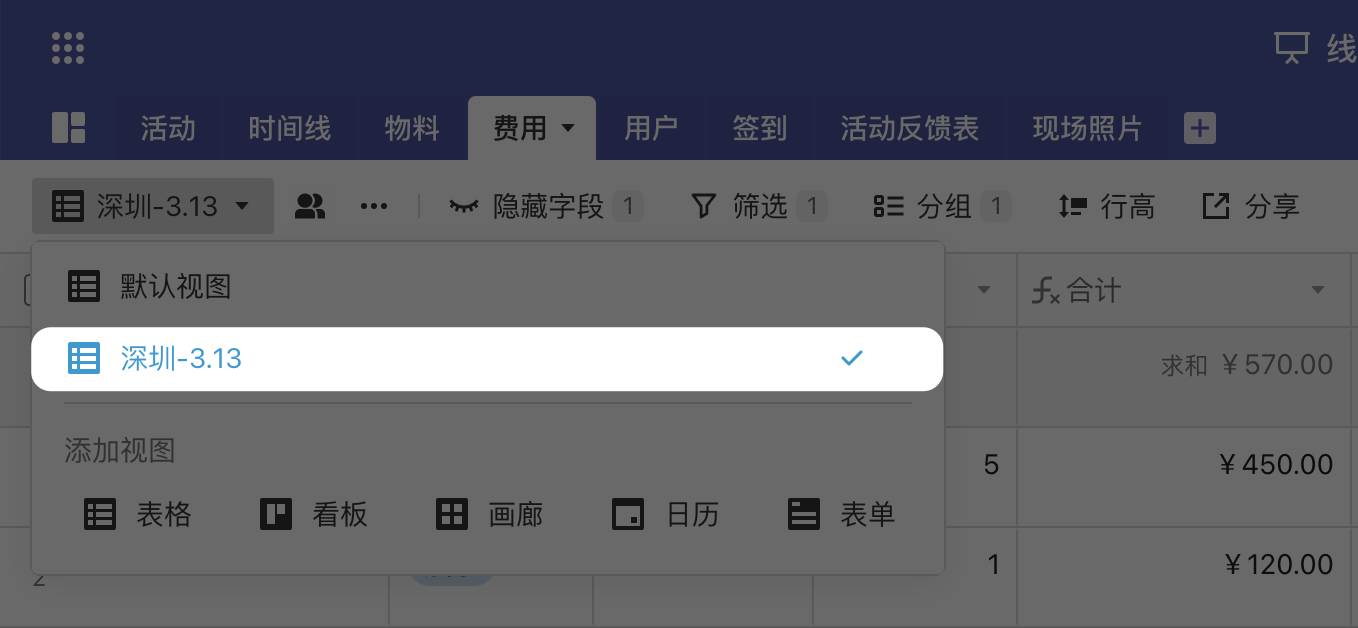 线
活动 时间线 物料 费用 用户 签到 活动反馈表 现场照片
深圳-3.13 隐藏字段 1 筛选 1 分组 1 行高 分享
默认视图
合计
深圳-3.13
求和 ¥570.00
添加视图
5 ¥450.00
表格 看板 画廊 日历 表单
1 ¥120.00
2